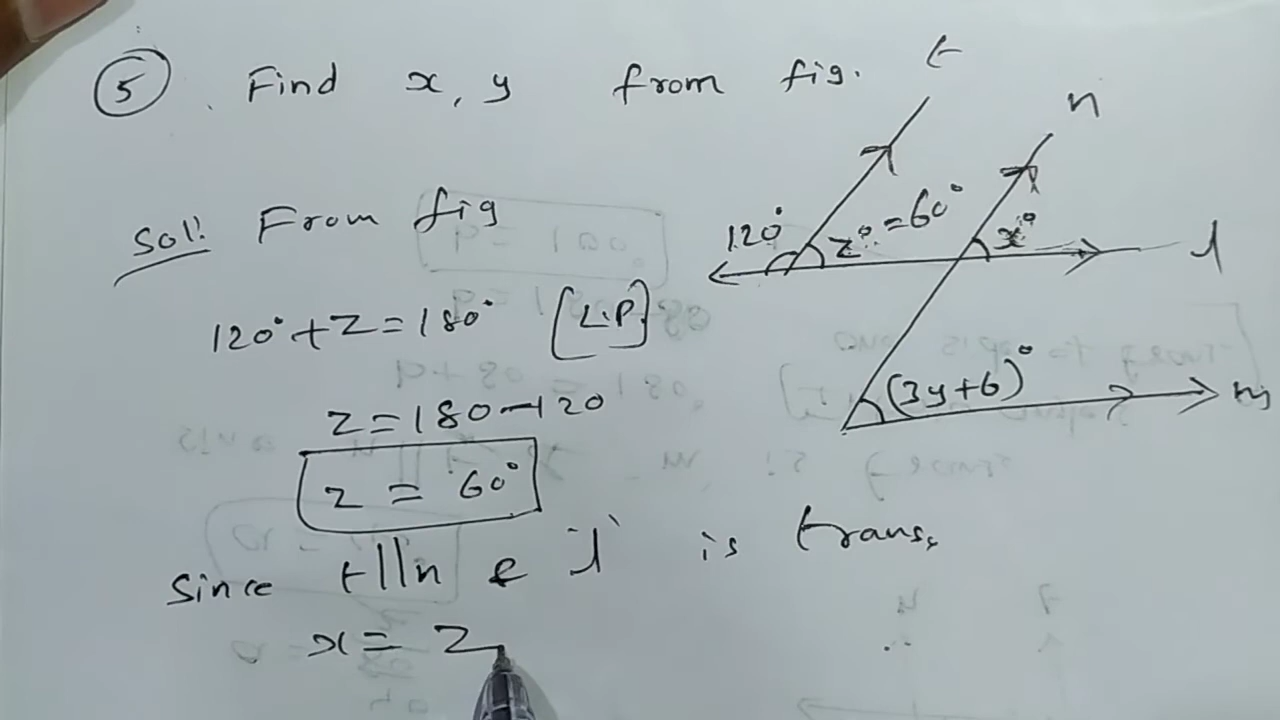 5 Find x, y from fig.
t
n
Sol: From fig
120° z° = 60° x° l
120° + z = 180° [L.P]
(3y+6)° m
z = 180 - 120
z = 60°
Since t||n & 'l' is trans,
x = z